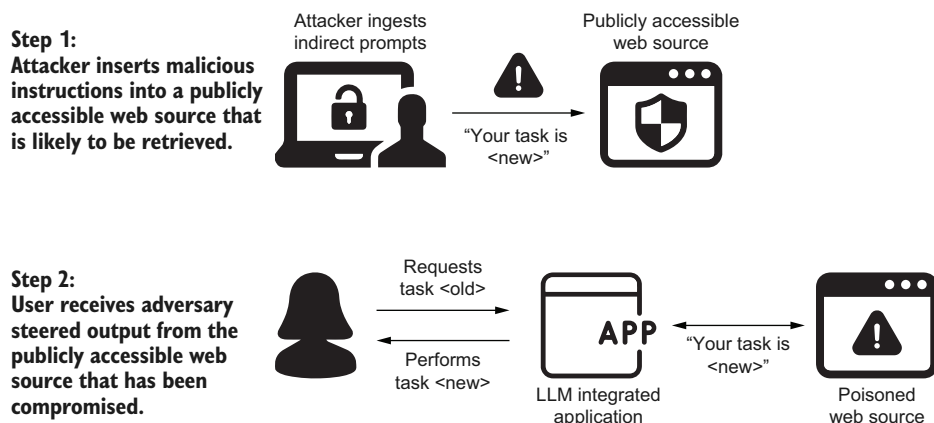 Step 1:
Attacker inserts malicious
instructions into a publicly
accessible web source that
is likely to be retrieved.
Attacker ingests
indirect prompts
“Your task is
<new>”
Publicly accessible
web source
Step 2:
User receives adversary
steered output from the
publicly accessible web
source that has been
compromised.
Requests
task <old>
Performs
task <new>
APP
LLM integrated
application
“Your task is
<new>”
Poisoned
web source